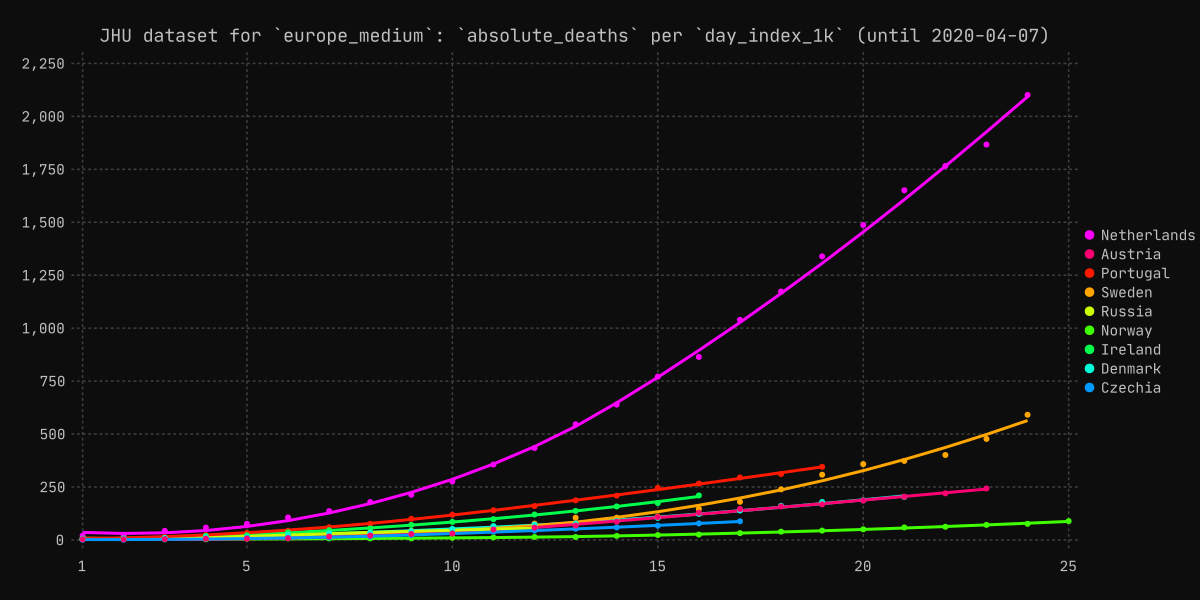 JHU dataset for `europe_medium`: `absolute_deaths` per `day_index_1k` (until 2020-04-07)
2,250
2,000
1,750
1,500
1,250
1,000
750
500
250
0
1 5 10 15 20 25
Netherlands
Austria
Portugal
Sweden
Russia
Norway
Ireland
Denmark
Czechia